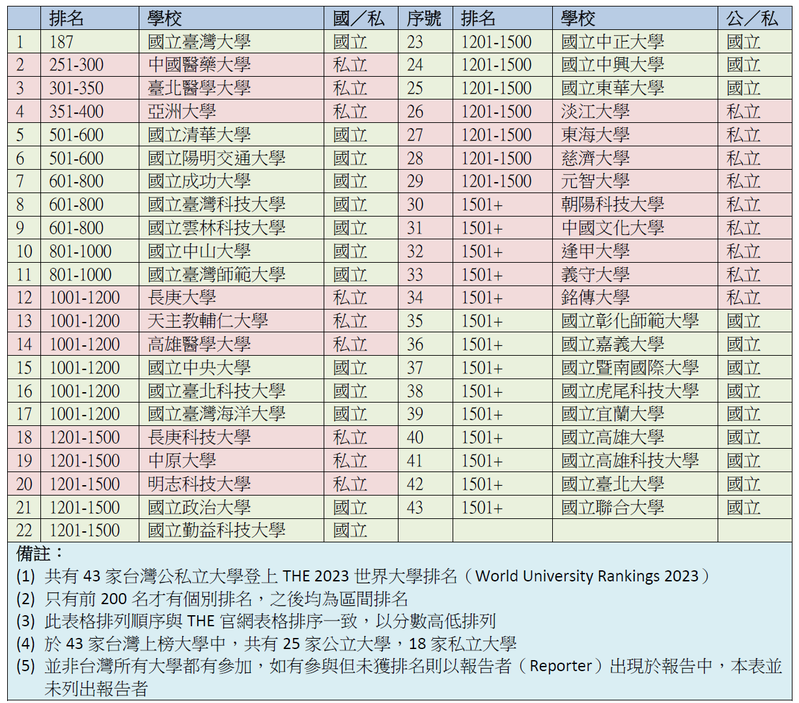 排名 學校 國／私 序號 排名 學校 公／私
1 187 國立臺灣大學 國立 23 1201-1500 國立中正大學 國立
2 251-300 中國醫藥大學 私立 24 1201-1500 國立中興大學 國立
3 301-350 臺北醫學大學 私立 25 1201-1500 國立東華大學 國立
4 351-400 亞洲大學 私立 26 1201-1500 淡江大學 私立
5 501-600 國立清華大學 國立 27 1201-1500 東海大學 私立
6 501-600 國立陽明交通大學 國立 28 1201-1500 慈濟大學 私立
7 601-800 國立成功大學 國立 29 1201-1500 元智大學 私立
8 601-800 國立臺灣科技大學 國立 30 1501+ 朝陽科技大學 私立
9 601-800 國立雲林科技大學 國立 31 1501+ 中國文化大學 私立
10 801-1000 國立中山大學 國立 32 1501+ 逢甲大學 私立
11 801-1000 國立臺灣師範大學 國立 33 1501+ 義守大學 私立
12 1001-1200 長庚大學 私立 34 1501+ 銘傳大學 私立
13 1001-1200 天主教輔仁大學 私立 35 1501+ 國立彰化師範大學 國立
14 1001-1200 高雄醫學大學 私立 36 1501+ 國立嘉義大學 國立
15 1001-1200 國立中央大學 國立 37 1501+ 國立暨南國際大學 國立
16 1001-1200 國立臺北科技大學 國立 38 1501+ 國立虎尾科技大學 國立
17 1001-1200 國立臺灣海洋大學 國立 39 1501+ 國立宜蘭大學 國立
18 1201-1500 長庚科技大學 私立 40 1501+ 國立高雄大學 國立
19 1201-1500 中原大學 私立 41 1501+ 國立高雄科技大學 國立
20 1201-1500 明志科技大學 私立 42 1501+ 國立臺北大學 國立
21 1201-1500 國立政治大學 國立 43 1501+ 國立聯合大學 國立
22 1201-1500 國立勤益科技大學 國立
備註：
(1) 共有 43 家台灣公私立大學登上 THE 2023 世界大學排名（World University Rankings 2023）
(2) 只有前 200 名才有個別排名，之後均為區間排名
(3) 此表格排列順序與 THE 官網表格排序一致，以分數高低排列
(4) 於 43 家台灣上榜大學中，共有 25 家公立大學，18 家私立大學
(5) 並非台灣所有大學都有參加，如有參與但未獲排名則以報告者（Reporter）出現於報告中，本表並
未列出報告者